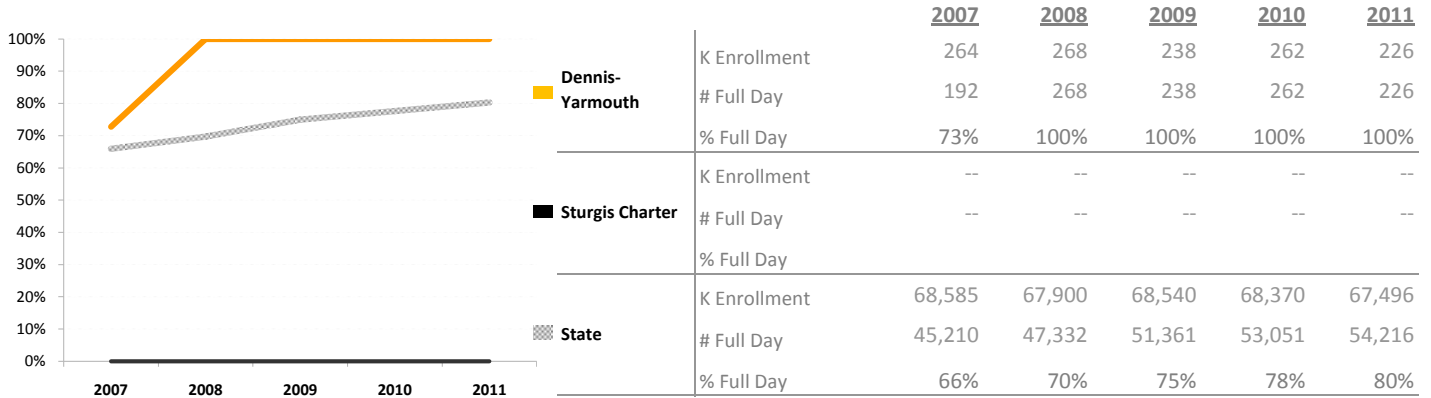 2007 2008 2009 2010 2011
100%
90%
80%
70%
60%
50%
40%
30%
20%
10%
0%
2007 2008 2009 2010 2011
Dennis-
Yarmouth
K Enrollment 264 268 238 262 226
# Full Day 192 268 238 262 226
% Full Day 73% 100% 100% 100% 100%
Sturgis Charter
K Enrollment -- -- -- -- --
# Full Day -- -- -- -- --
% Full Day
State
K Enrollment 68,585 67,900 68,540 68,370 67,496
# Full Day 45,210 47,332 51,361 53,051 54,216
% Full Day 66% 70% 75% 78% 80%